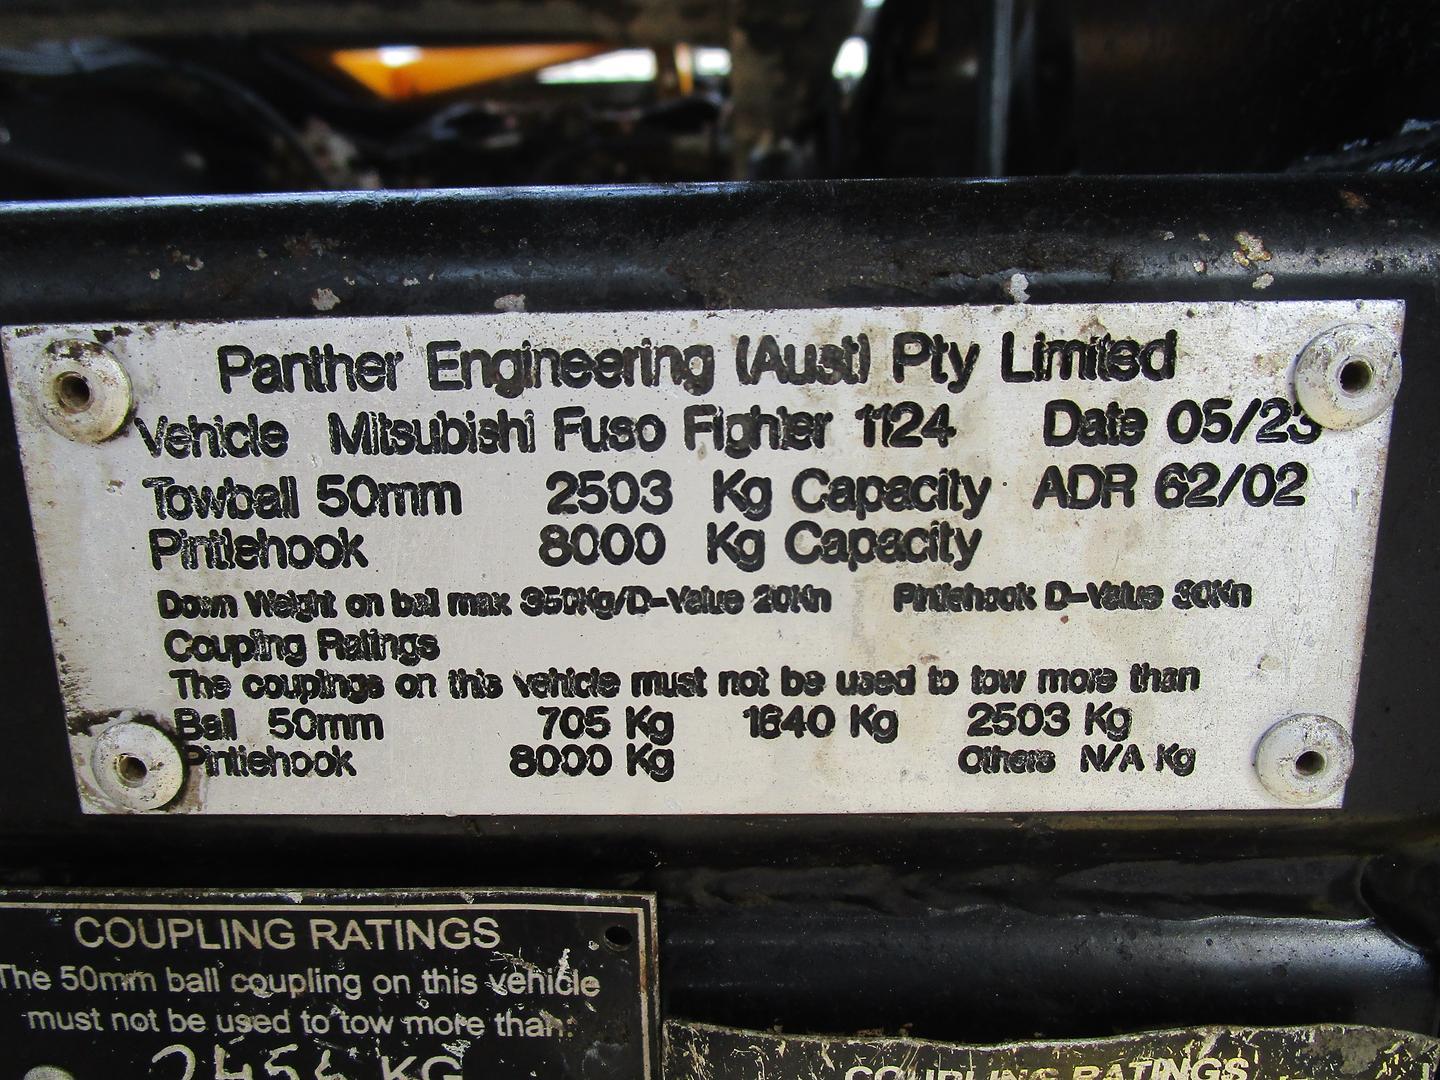 Panther Engineering (Aust) Pty Limited
Vehicle Mitsubishi Fuso Fighter 1124 Date 05/23
Towball 50mm 2503 Kg Capacity ADR 62/02
Pintlehook 8000 Kg Capacity
Down Weight on ball max 350Kg/D-Value 20Kn Pintlehook D-Value 30Kn
Coupling Ratings
The couplings on this vehicle must not be used to tow more than
Ball 50mm 705 Kg 1640 Kg 2503 Kg
Pintlehook 8000 Kg Others N/A Kg
COUPLING RATINGS
The 50mm ball coupling on this vehicle
must not be used to tow more than:
KG
COUPLING RATINGS